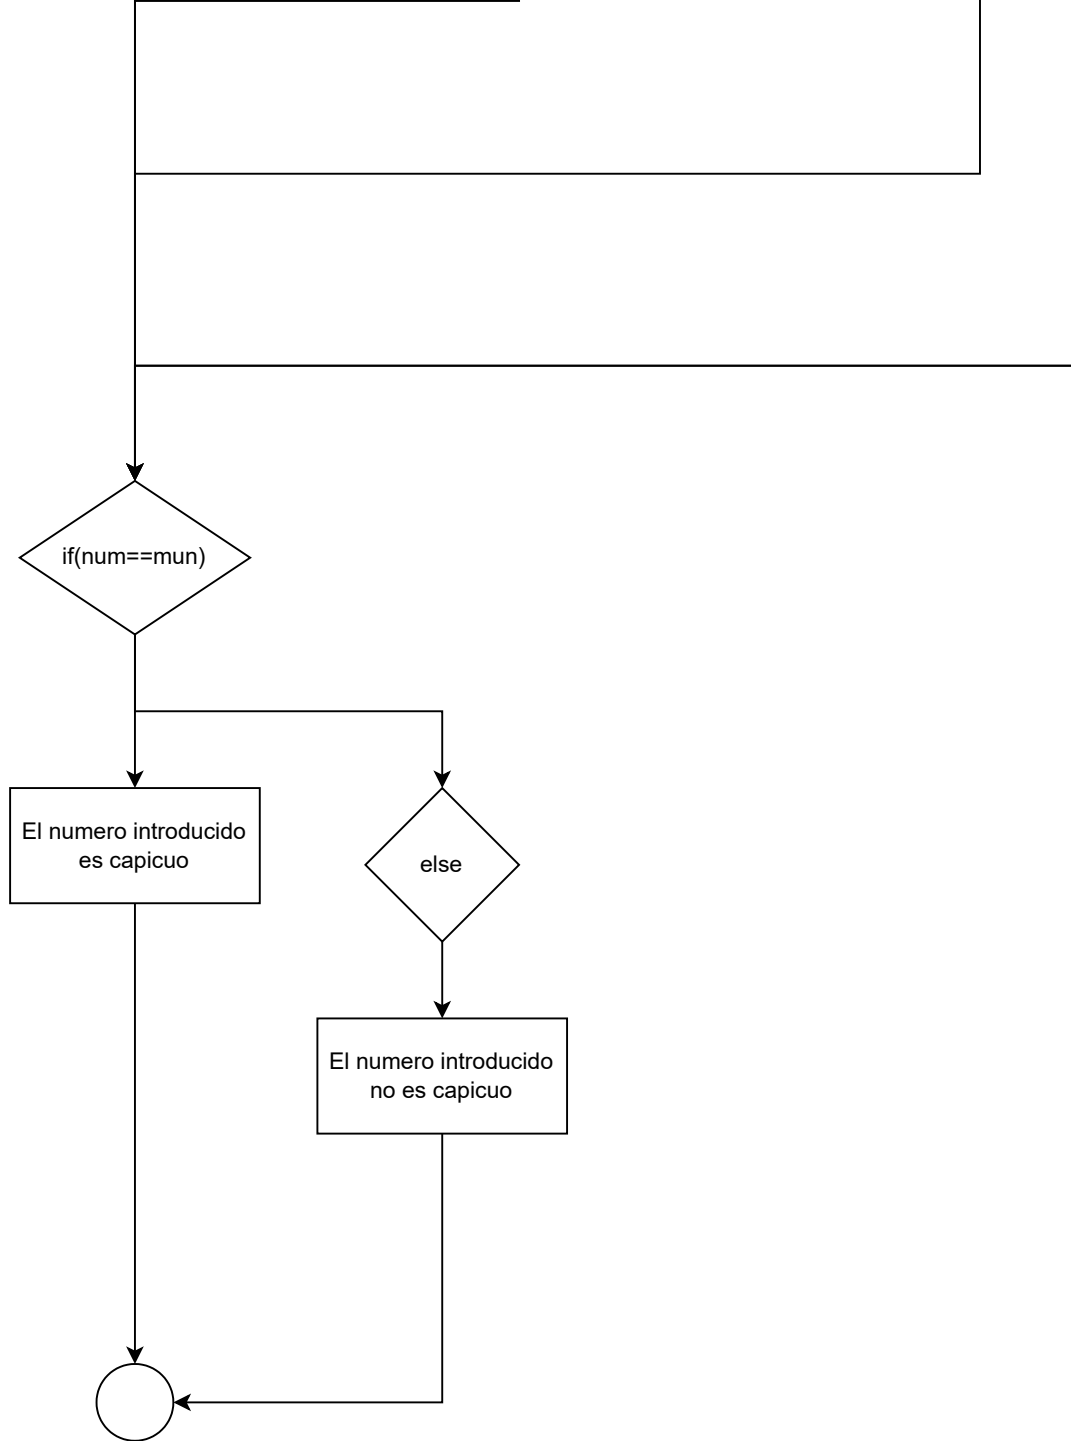 if(num==mun)
El numero introducido
es capicuo
else
El numero introducido
no es capicuo